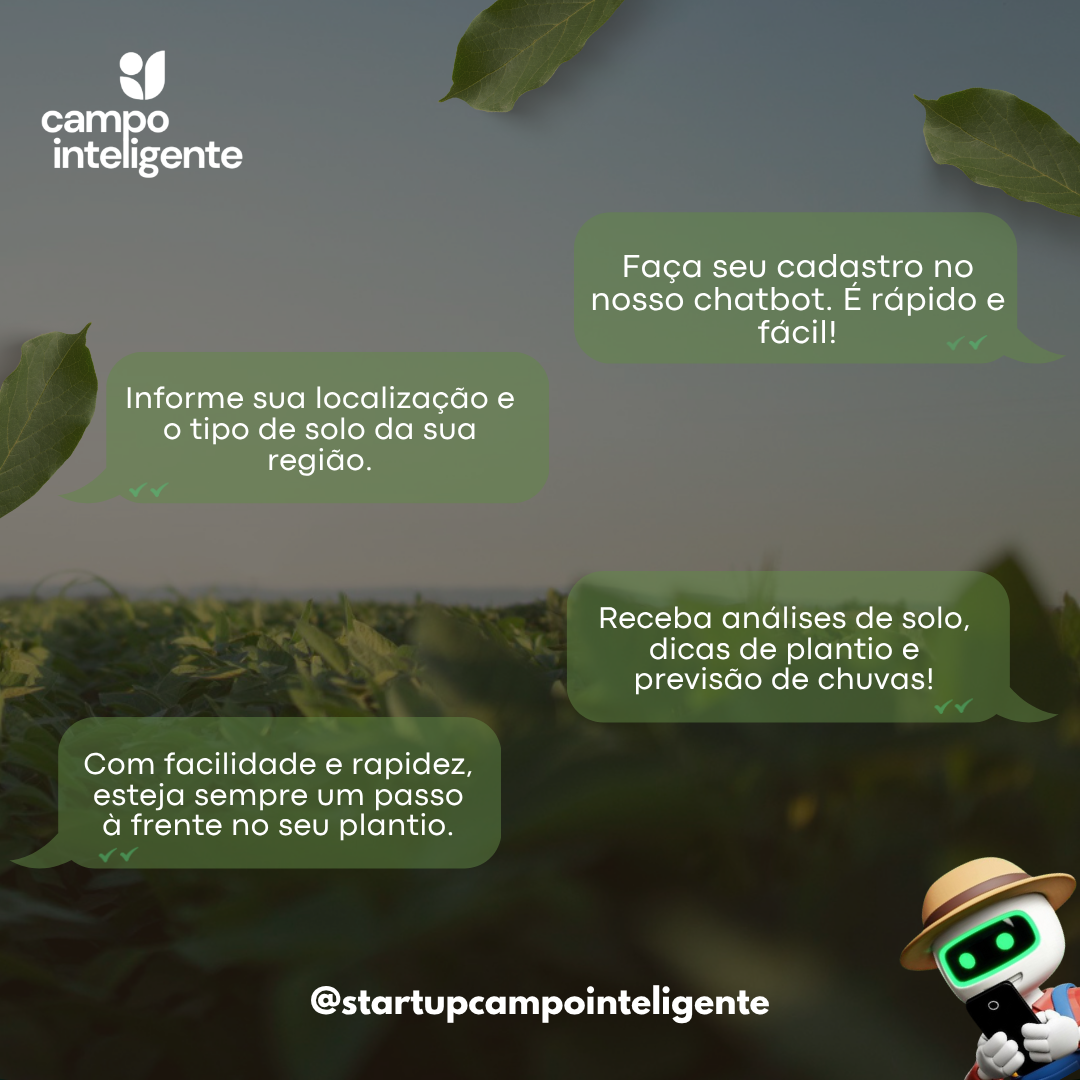 campo
inteligente
Faça seu cadastro no
nosso chatbot. É rápido e
fácil!
Informe sua localização e
o tipo de solo da sua
região.
Receba análises de solo,
dicas de plantio e
previsão de chuvas!
Com facilidade e rapidez,
esteja sempre um passo
à frente no seu plantio.
@startupcampointeligente